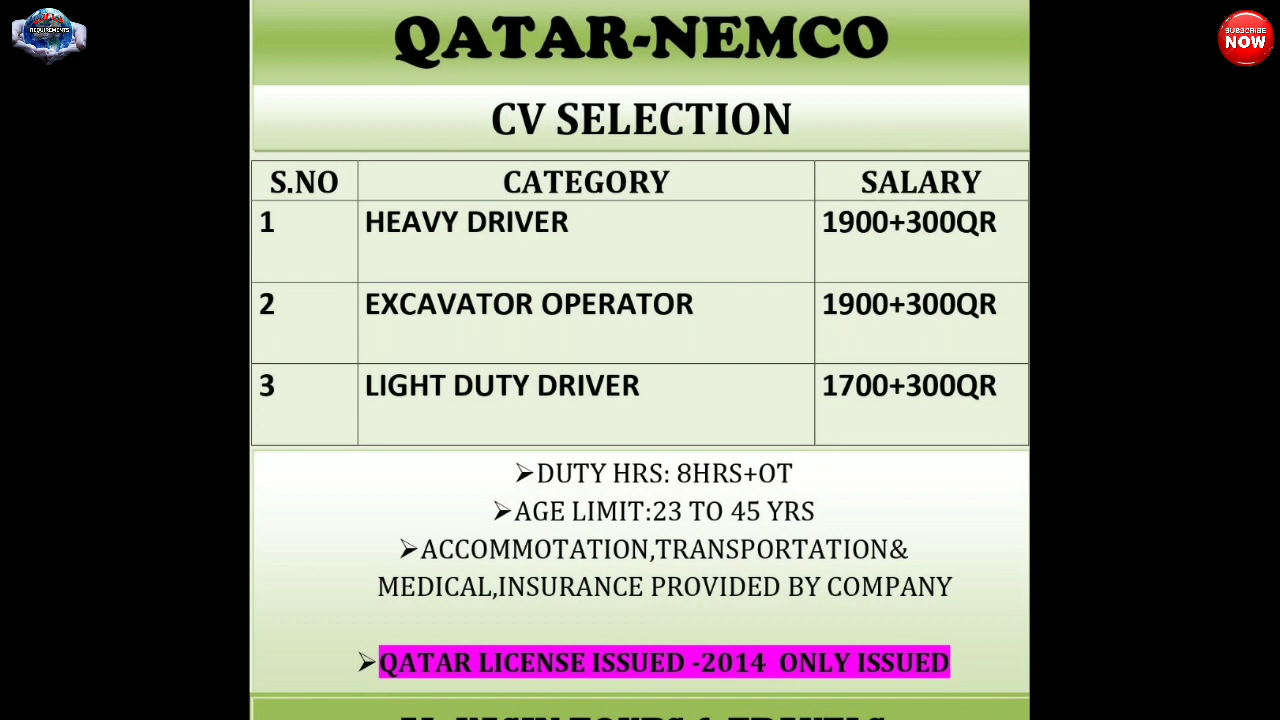 REQUIREMENTS
SUBSCRIBE
NOW
QATAR-NEMCO
CV SELECTION
S.NO CATEGORY SALARY
1 HEAVY DRIVER 1900+300QR
2 EXCAVATOR OPERATOR 1900+300QR
3 LIGHT DUTY DRIVER 1700+300QR
➢DUTY HRS: 8HRS+OT
➢AGE LIMIT:23 TO 45 YRS
➢ACCOMMOTATION,TRANSPORTATION&
MEDICAL,INSURANCE PROVIDED BY COMPANY
➢QATAR LICENSE ISSUED -2014 ONLY ISSUED